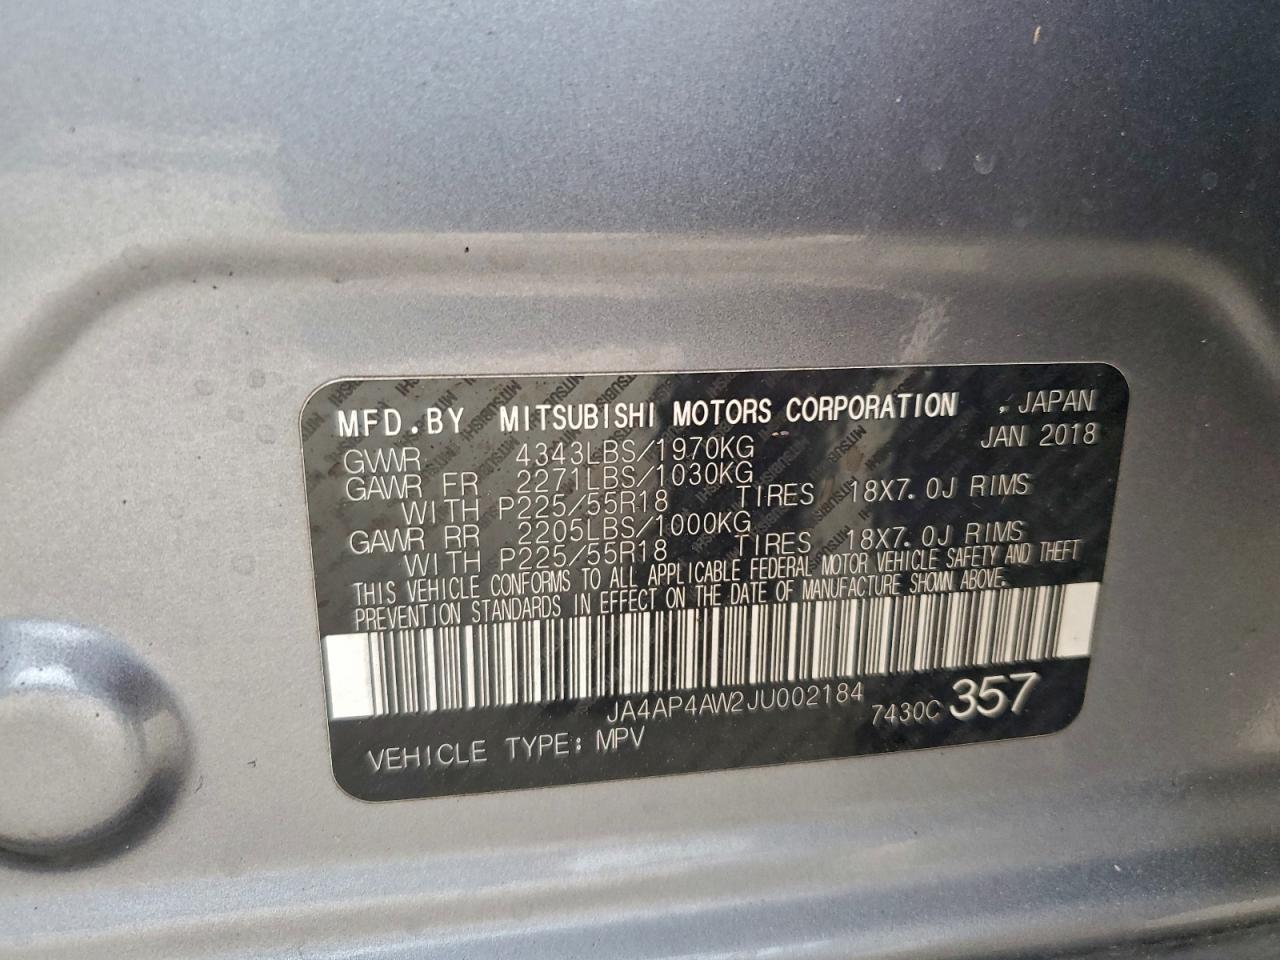 MFD.BY MITSUBISHI MOTORS CORPORATION , JAPAN
JAN 2018
GVWR 4343LBS/1970KG
GAWR FR 2271LBS/1030KG
WITH P225/55R18 TIRES 18X7.0J RIMS
GAWR RR 2205LBS/1000KG
WITH P225/55R18 TIRES 18X7.0J RIMS
THIS VEHICLE CONFORMS TO ALL APPLICABLE FEDERAL MOTOR VEHICLE SAFETY AND THEFT
PREVENTION STANDARDS IN EFFECT ON THE DATE OF MANUFACTURE SHOWN ABOVE.
JA4AP4AW2JU002184 7430C 357
VEHICLE TYPE: MPV